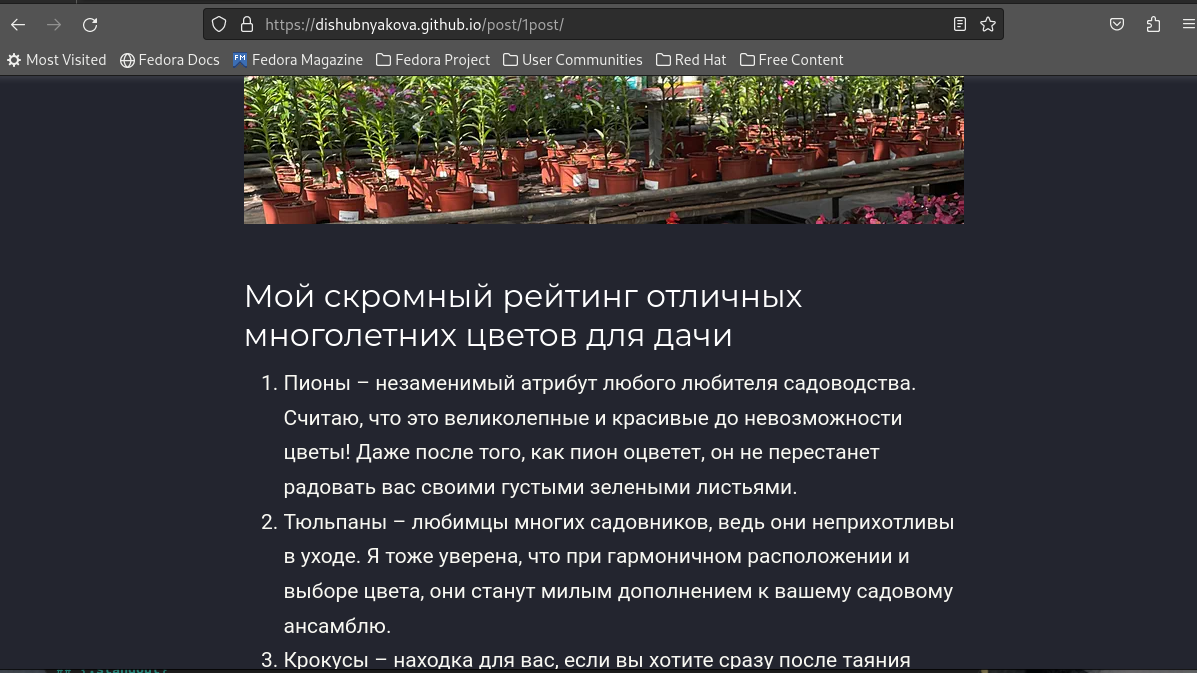 https://dishubnyakova.github.io/post/1post/
Most Visited Fedora Docs Fedora Magazine Fedora Project User Communities Red Hat Free Content
Мой скромный рейтинг отличных
многолетних цветов для дачи
1. Пионы – незаменимый атрибут любого любителя садоводства.
Считаю, что это великолепные и красивые до невозможности
цветы! Даже после того, как пион оцветет, он не перестанет
радовать вас своими густыми зелеными листьями.
2. Тюльпаны – любимцы многих садовников, ведь они неприхотливы
в уходе. Я тоже уверена, что при гармоничном расположении и
выборе цвета, они станут милым дополнением к вашему садовому
ансамблю.
3. Крокусы – находка для вас, если вы хотите сразу после таяния